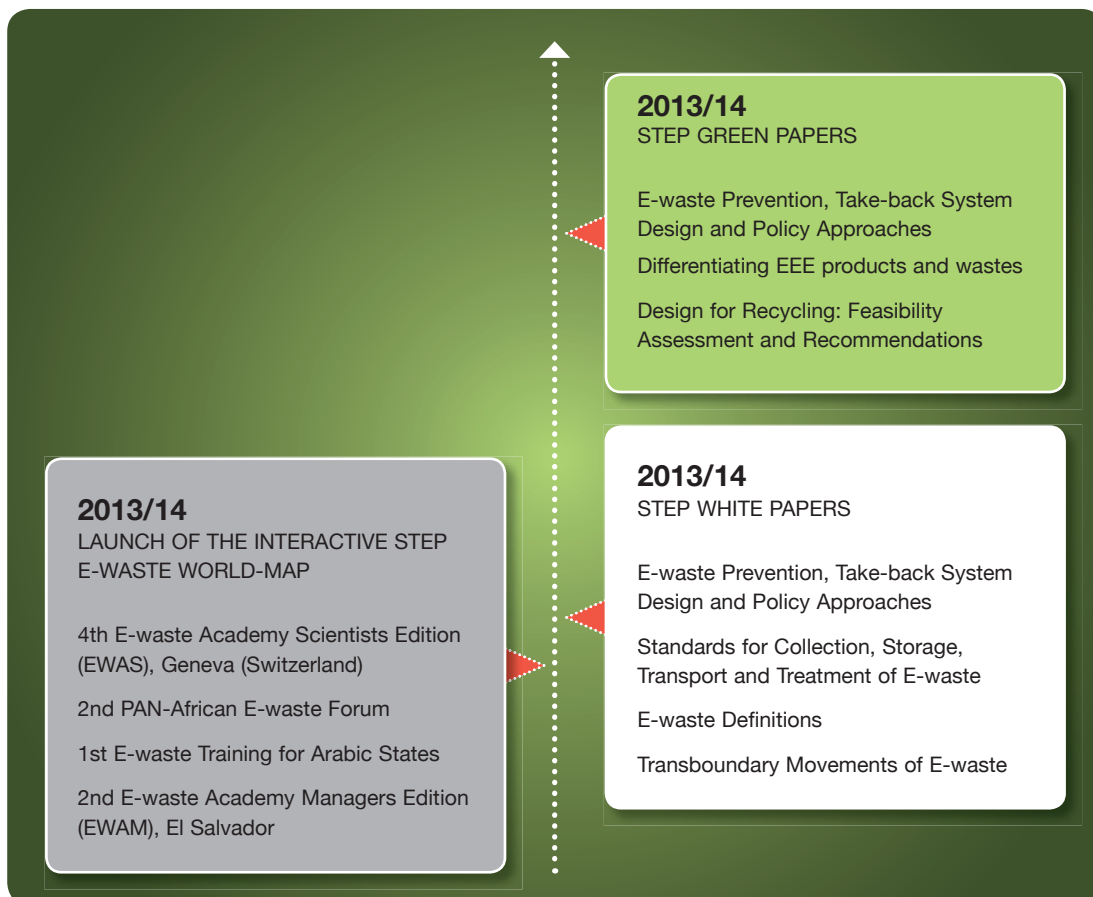 2013/14
STEP GREEN PAPERS
E-waste Prevention, Take-back System
Design and Policy Approaches
Differentiating EEE products and wastes
Design for Recycling: Feasibility
Assessment and Recommendations
2013/14
LAUNCH OF THE INTERACTIVE STEP
E-WASTE WORLD-MAP
4th E-waste Academy Scientists Edition
(EWAS), Geneva (Switzerland)
2nd PAN-African E-waste Forum
1st E-waste Training for Arabic States
2nd E-waste Academy Managers Edition
(EWAM), El Salvador
2013/14
STEP WHITE PAPERS
E-waste Prevention, Take-back System
Design and Policy Approaches
Standards for Collection, Storage,
Transport and Treatment of E-waste
E-waste Definitions
Transboundary Movements of E-waste